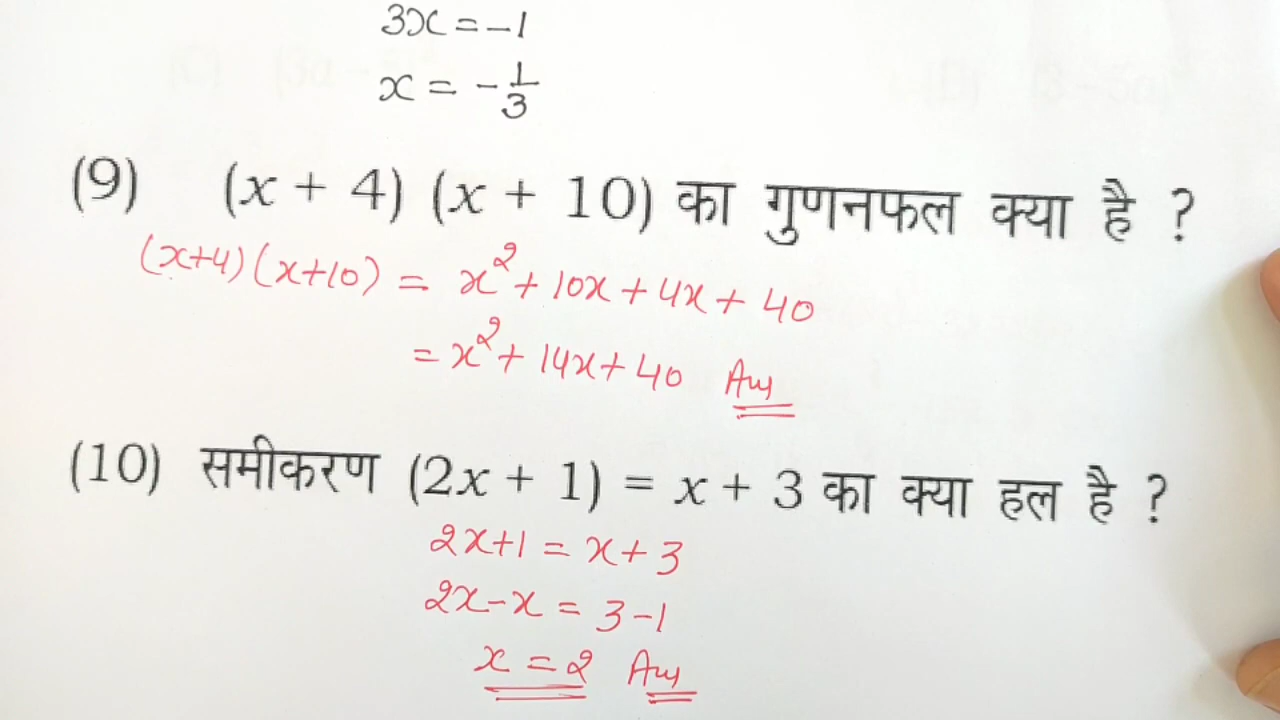 3x = -1
x = -1/3
(9) (x + 4) (x + 10) का गुणनफल क्या है ?
(x+4)(x+10) = x² + 10x + 4x + 40
= x² + 14x + 40 Ans
(10) समीकरण (2x + 1) = x + 3 का क्या हल है ?
2x+1 = x+3
2x-x = 3-1
x = 2 Ans